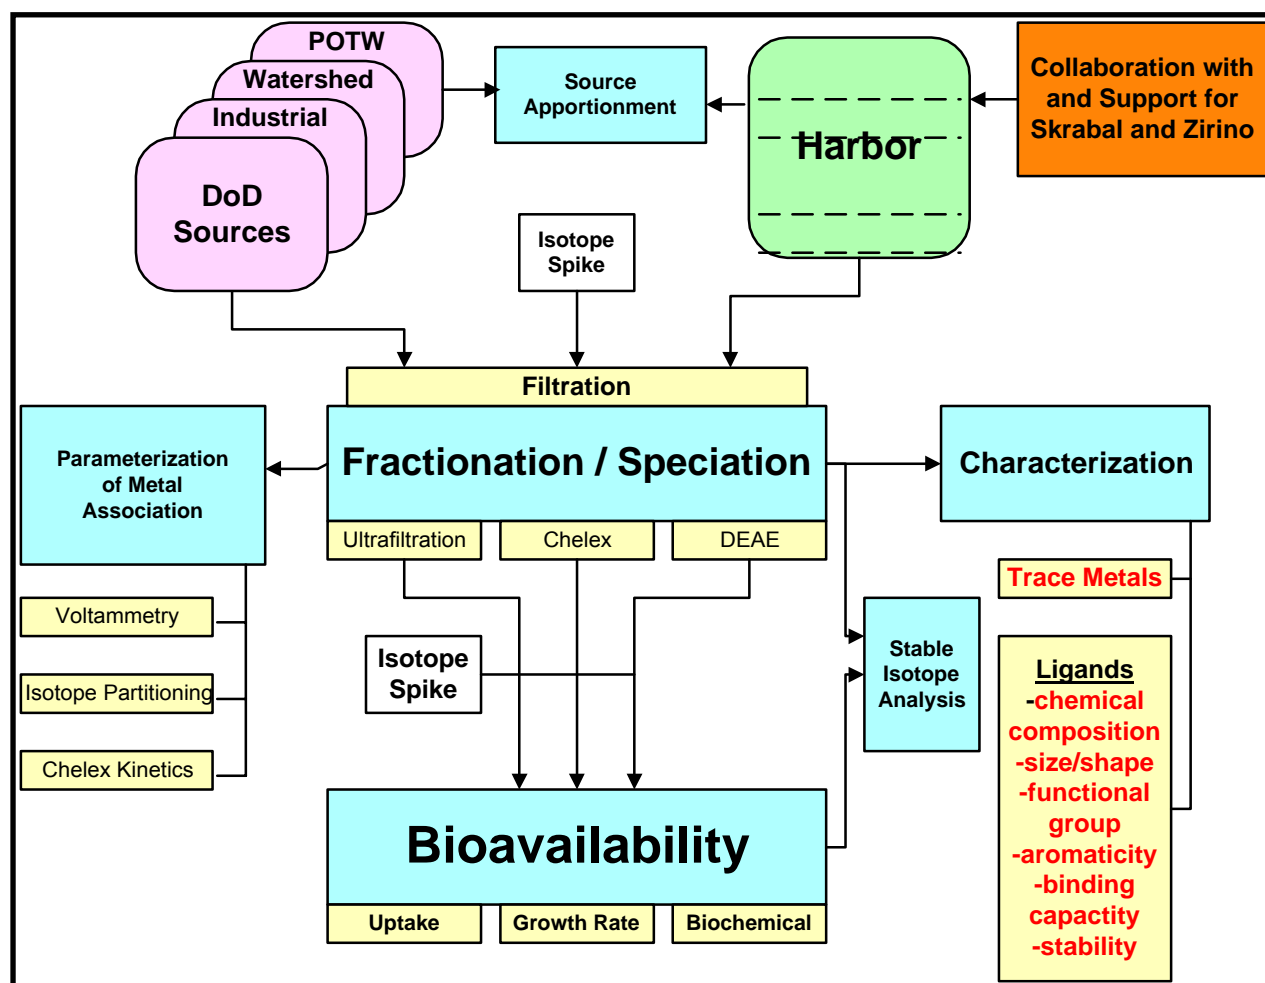 POTW
Watershed
Industrial
DoD
Sources
Source
Apportionment
Harbor
Collaboration with
and Support for
Skrabal and Zirino
Isotope
Spike
Filtration
Fractionation / Speciation
Ultrafiltration
Chelex
DEAE
Parameterization
of Metal
Association
Voltammetry
Isotope Partitioning
Chelex Kinetics
Characterization
Trace Metals
Ligands
-chemical
composition
-size/shape
-functional
group
-aromaticity
-binding
capactity
-stability
Isotope
Spike
Stable
Isotope
Analysis
Bioavailability
Uptake
Growth Rate
Biochemical